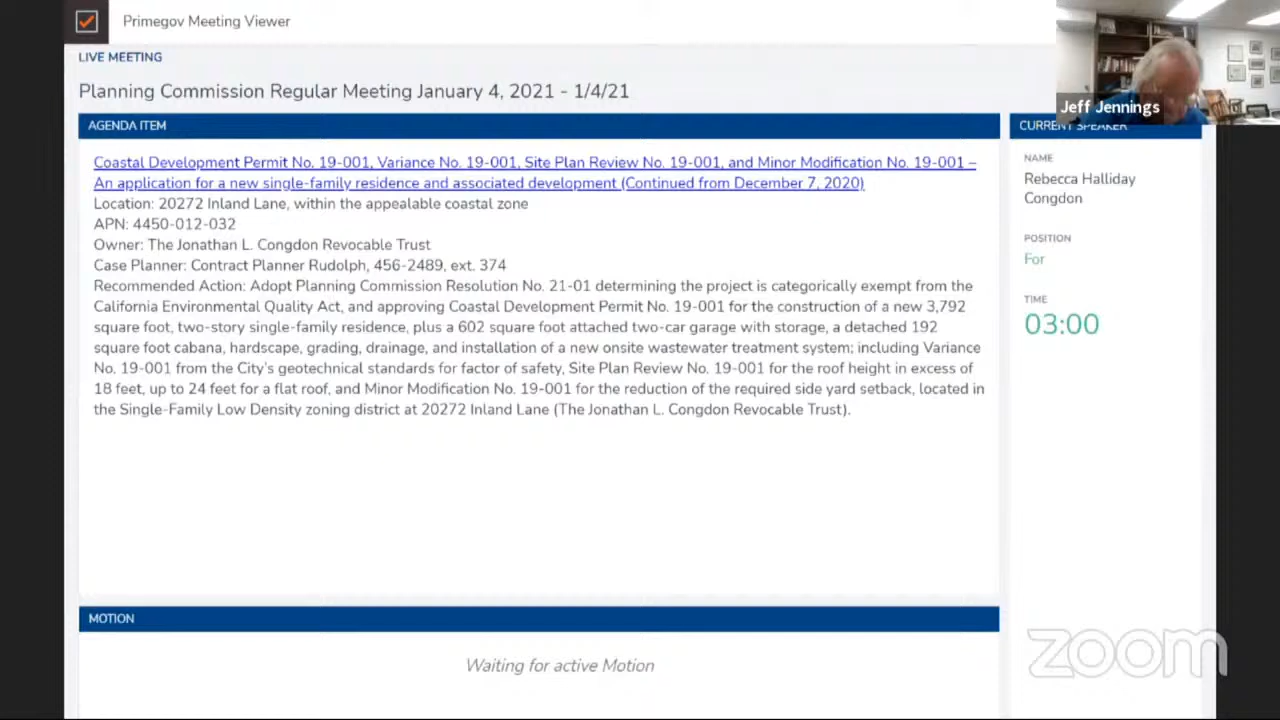 Primegov Meeting Viewer
LIVE MEETING
Planning Commission Regular Meeting January 4, 2021 - 1/4/21
Jeff Jennings
AGENDA ITEM
Coastal Development Permit No. 19-001, Variance No. 19-001, Site Plan Review No. 19-001, and Minor Modification No. 19-001 –
An application for a new single-family residence and associated development (Continued from December 7, 2020)
Location: 20272 Inland Lane, within the appealable coastal zone
APN: 4450-012-032
Owner: The Jonathan L. Congdon Revocable Trust
Case Planner: Contract Planner Rudolph, 456-2489, ext. 374
Recommended Action: Adopt Planning Commission Resolution No. 21-01 determining the project is categorically exempt from the
California Environmental Quality Act, and approving Coastal Development Permit No. 19-001 for the construction of a new 3,792
square foot, two-story single-family residence, plus a 602 square foot attached two-car garage with storage, a detached 192
square foot cabana, hardscape, grading, drainage, and installation of a new onsite wastewater treatment system; including Variance
No. 19-001 from the City's geotechnical standards for factor of safety, Site Plan Review No. 19-001 for the roof height in excess of
18 feet, up to 24 feet for a flat roof, and Minor Modification No. 19-001 for the reduction of the required side yard setback, located in
the Single-Family Low Density zoning district at 20272 Inland Lane (The Jonathan L. Congdon Revocable Trust).
CURRENT SPEAKER
NAME
Rebecca Halliday
Congdon
POSITION
For
TIME
03:00
MOTION
Waiting for active Motion
zoom